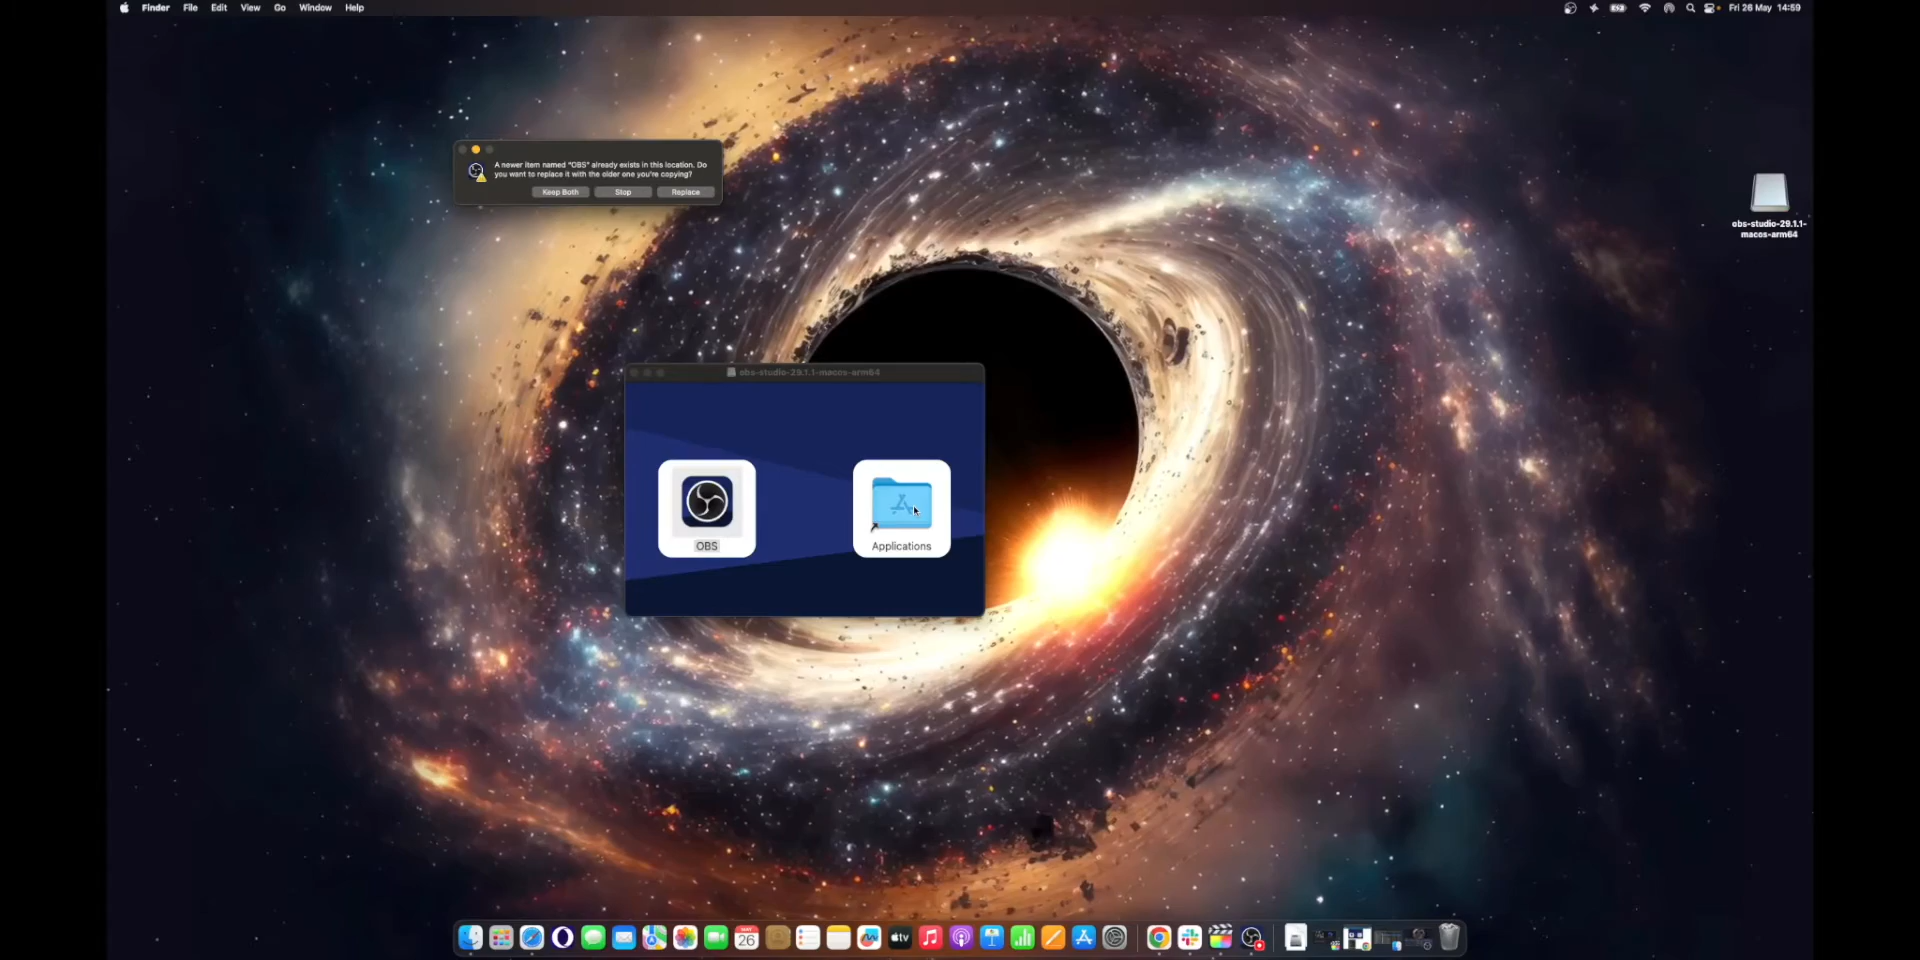 Finder File Edit View Go Window Help
Fri 26 May 14:59
A newer item named "OBS" already exists in this location. Do
you want to replace it with the older one you're copying?
Keep Both Stop Replace
obs-studio-29.1.1-
macos-arm64
obs-studio-29.1.1-macos-arm64
OBS Applications
MAY
26
tv